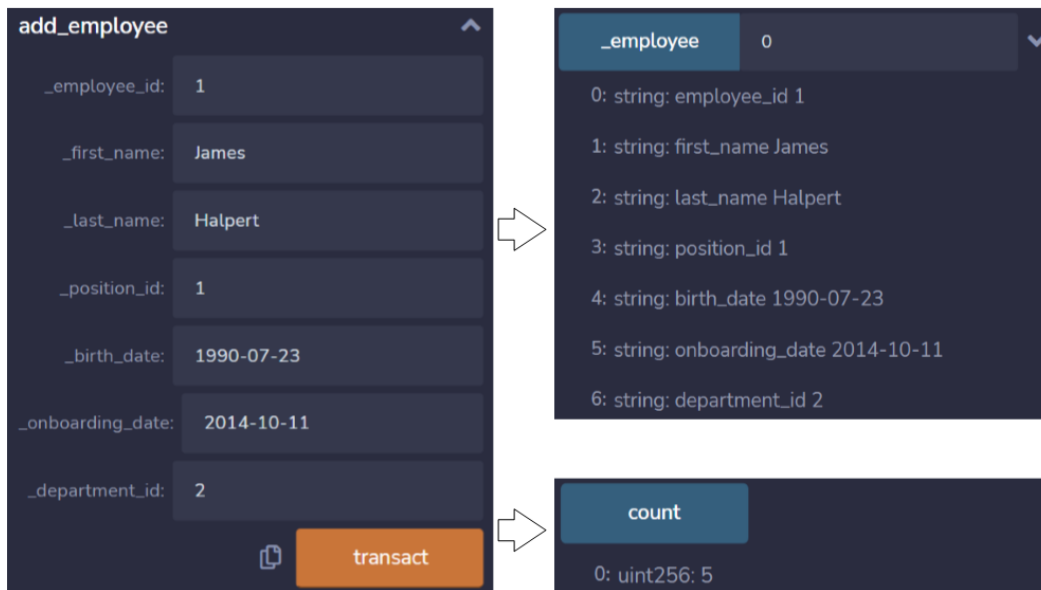 add_employee
_employee_id: 1
_first_name: James
_last_name: Halpert
_position_id: 1
_birth_date: 1990-07-23
_onboarding_date: 2014-10-11
_department_id: 2
transact
_employee 0
0: string: employee_id 1
1: string: first_name James
2: string: last_name Halpert
3: string: position_id 1
4: string: birth_date 1990-07-23
5: string: onboarding_date 2014-10-11
6: string: department_id 2
count
0: uint256: 5